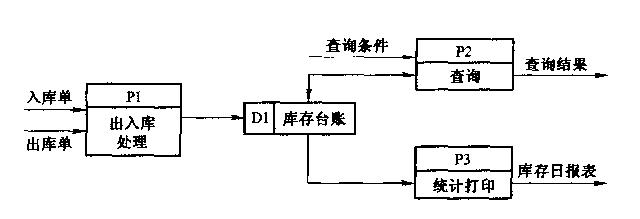 查询条件
P2
查询
查询结果
入库单
P1
出入库
处理
出库单
D1
库存台账
P3
统计打印
库存日报表